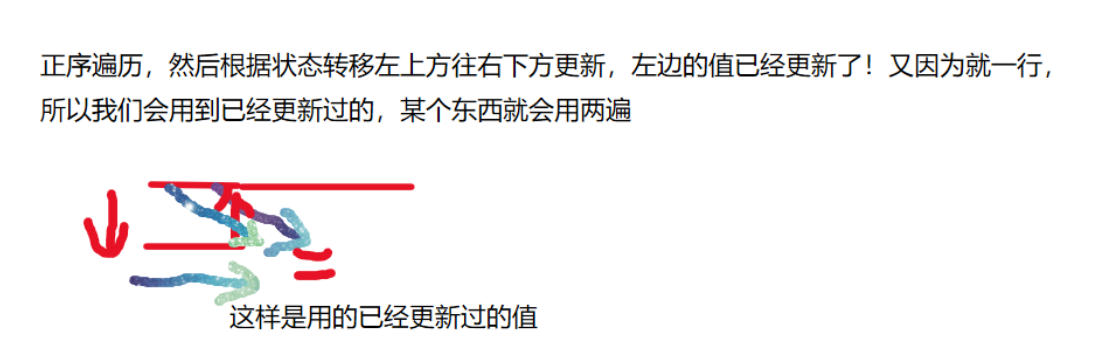 正序遍历，然后根据状态转移左上方往右下方更新，左边的值已经更新了！又因为就一行，
所以我们会用到已经更新过的，某个东西就会用两遍
这样是用的已经更新过的值